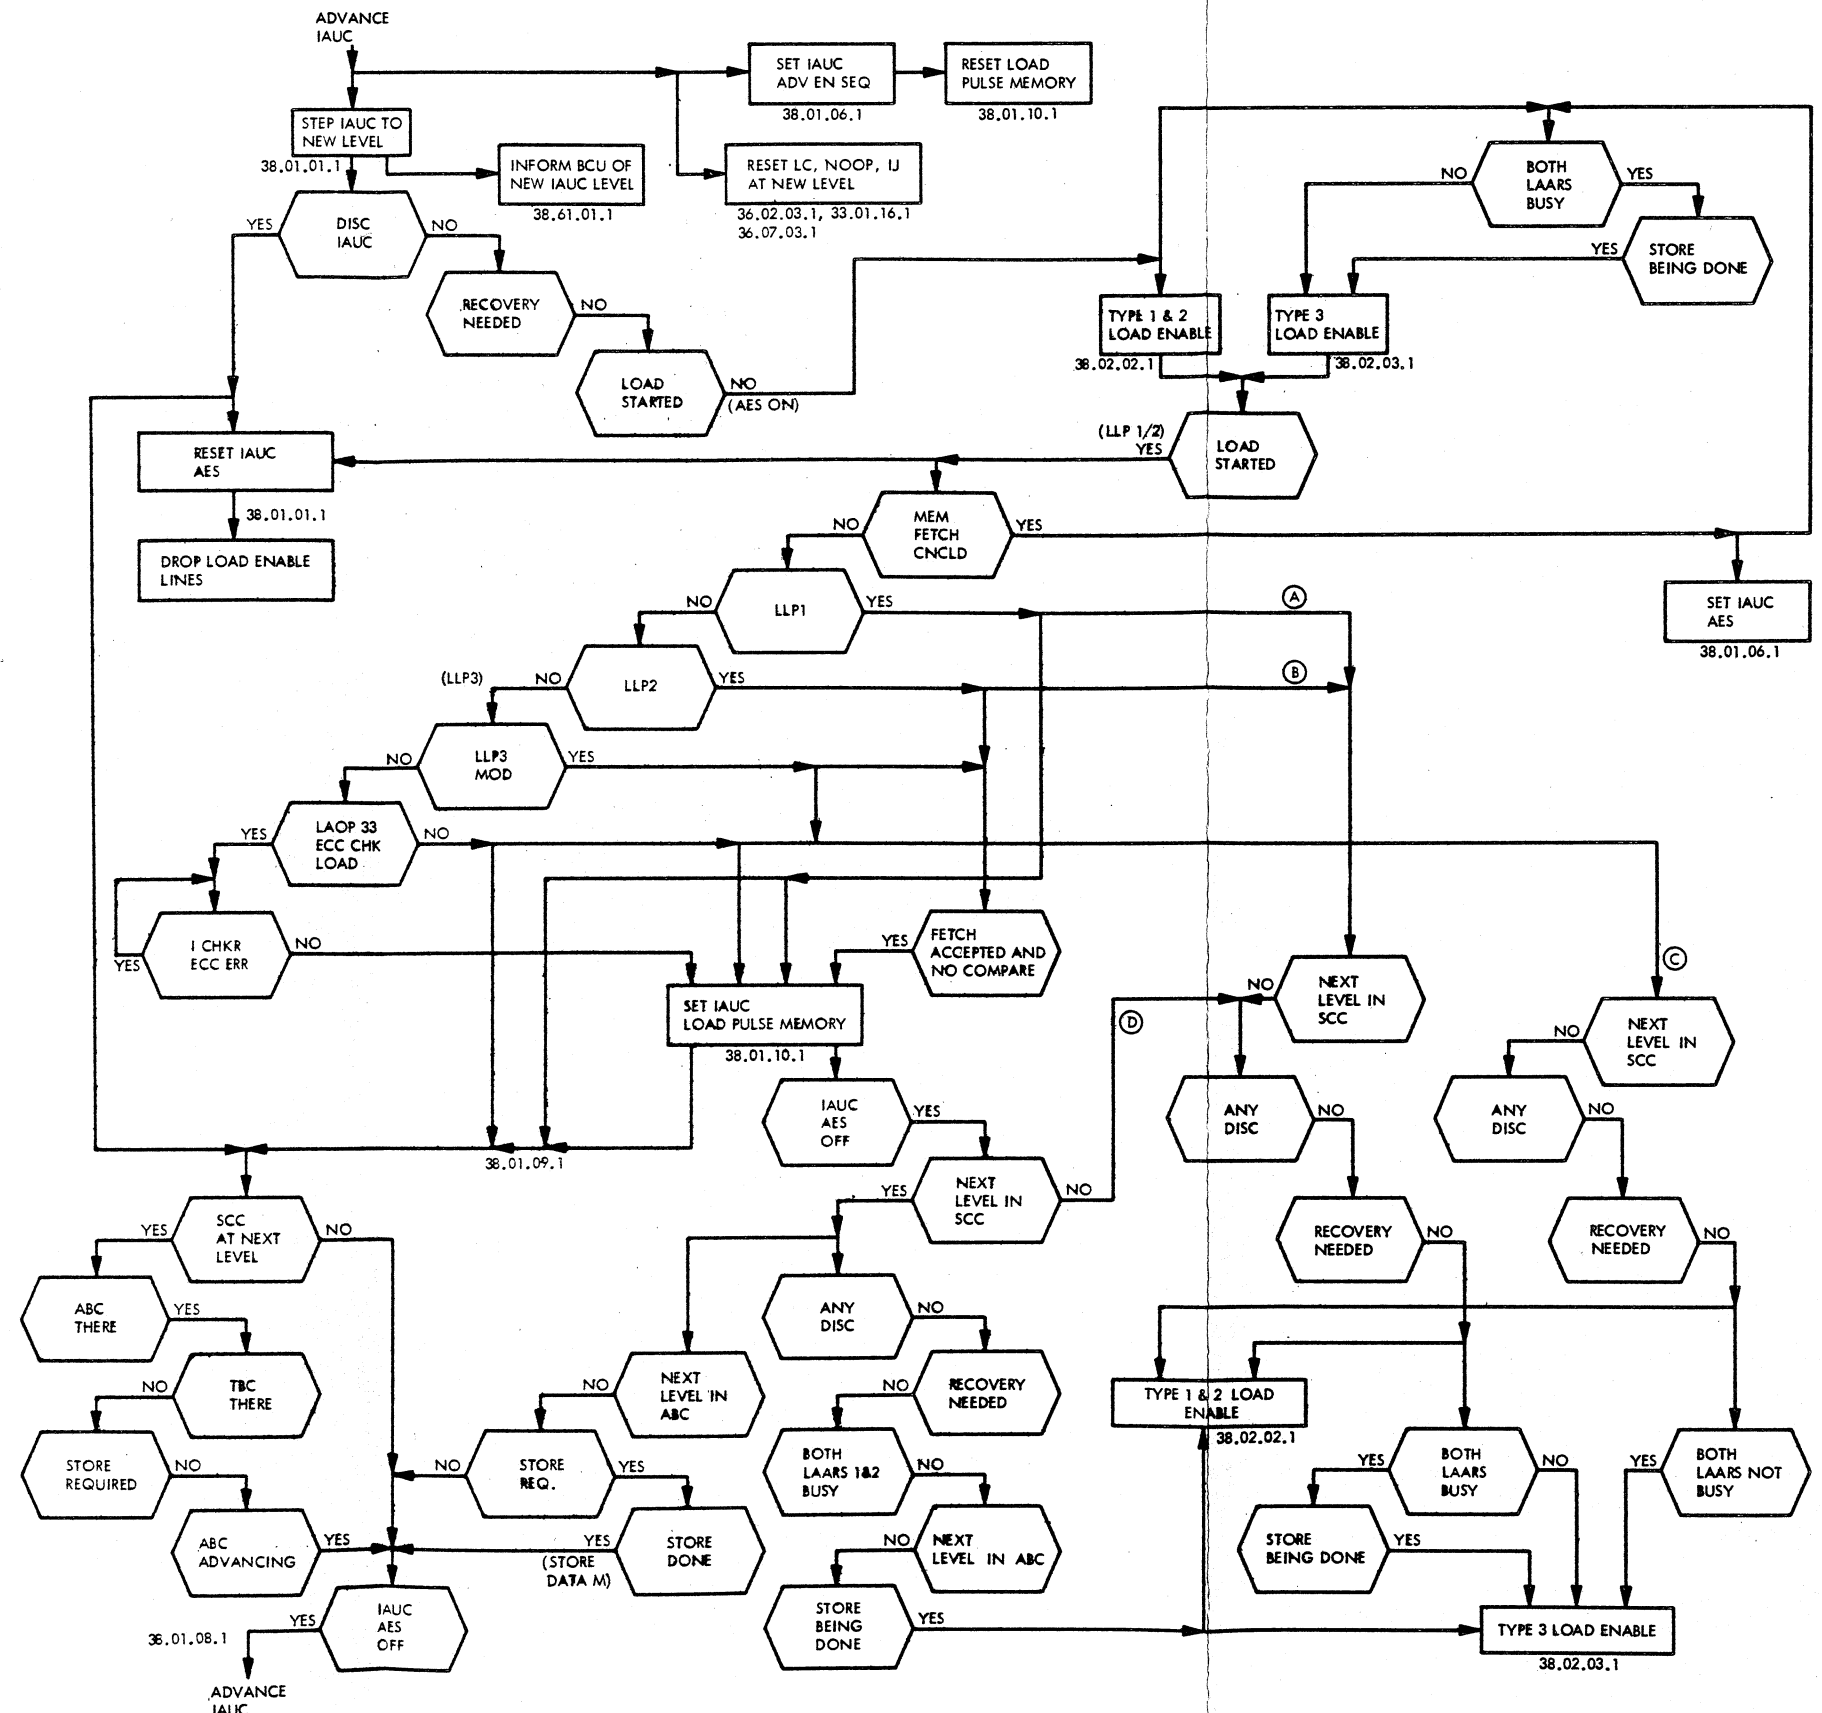 ADVANCE
IAUC
SET IAUC
ADV EN SEQ
38.01.06.1
RESET LOAD
PULSE MEMORY
38.01.10.1
STEP IAUC TO
NEW LEVEL
38.01.01.1
INFORM BCU OF
NEW IAUC LEVEL
38.61.01.1
RESET LC, NOOP, IJ
AT NEW LEVEL
36.02.03.1, 33.01.16.1
36.07.03.1
NO
BOTH
LAARS
BUSY
YES
YES
DISC
IAUC
NO
YES
STORE
BEING DONE
RECOVERY
NEEDED
NO
TYPE 1 & 2
LOAD ENABLE
38.02.02.1
TYPE 3
LOAD ENABLE
38.02.03.1
LOAD
STARTED
NO
(AES ON)
RESET IAUC
AES
38.01.01.1
(LLP 1/2)
YES
LOAD
STARTED
DROP LOAD ENABLE
LINES
NO
MEM
FETCH
CNCLD
YES
SET IAUC
AES
38.01.06.1
NO
LLP1
YES
A
(LLP3)
NO
LLP2
YES
B
NO
LLP3
MOD
YES
YES
LAOP 33
ECC CHK
LOAD
NO
YES
I CHKR
ECC ERR
NO
YES
FETCH
ACCEPTED AND
NO COMPARE
C
SET IAUC
LOAD PULSE MEMORY
38.01.10.1
D
NO
NEXT
LEVEL IN
SCC
NO
NEXT
LEVEL IN
SCC
IAUC
AES
OFF
YES
ANY
DISC
NO
ANY
DISC
NO
38.01.09.1
YES
NEXT
LEVEL IN
SCC
NO
YES
SCC
AT NEXT
LEVEL
NO
RECOVERY
NEEDED
NO
RECOVERY
NEEDED
NO
ABC
THERE
YES
ANY
DISC
NO
NO
TBC
THERE
NO
NEXT
LEVEL IN
ABC
NO
RECOVERY
NEEDED
TYPE 1 & 2 LOAD
ENABLE
38.02.02.1
STORE
REQUIRED
NO
NO
STORE
REQ.
YES
BOTH
LAARS 1&2
BUSY
NO
YES
BOTH
LAARS
BUSY
NO
YES
BOTH
LAARS NOT
BUSY
ABC
ADVANCING
YES
YES
(STORE
DATA M)
STORE
DONE
NO
NEXT
LEVEL IN ABC
STORE
BEING DONE
YES
38.01.08.1
YES
IAUC
AES
OFF
STORE
BEING
DONE
YES
TYPE 3 LOAD ENABLE
38.02.03.1
ADVANCE
IAUC